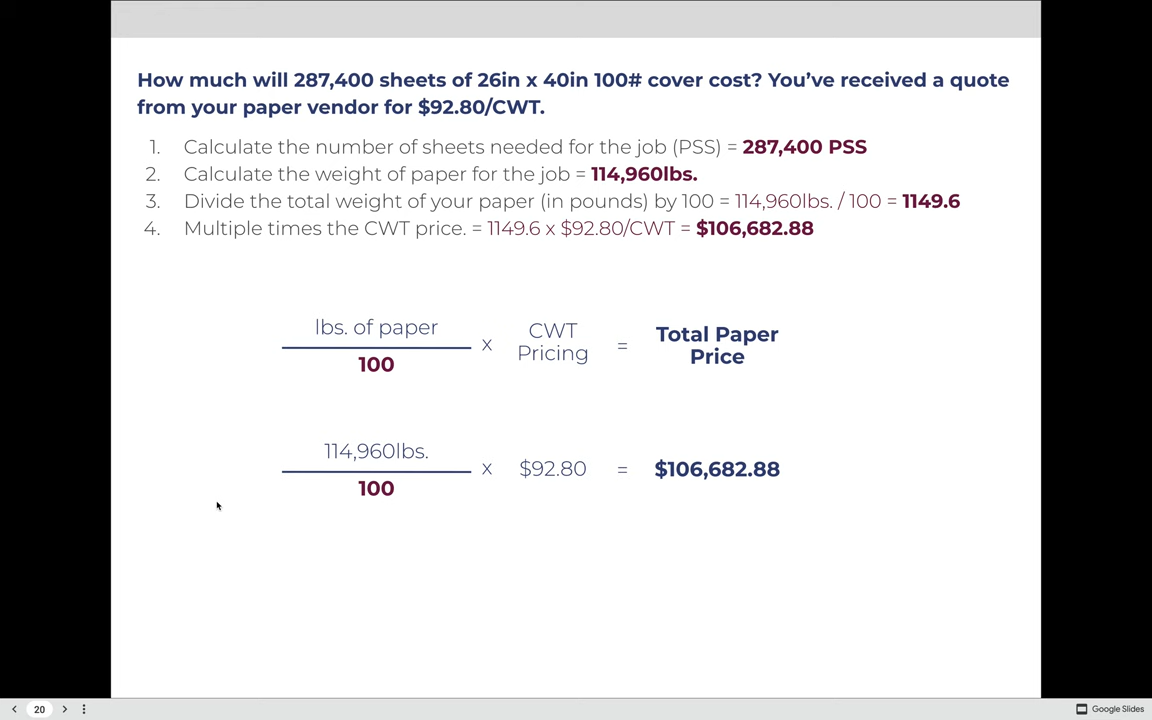 How much will 287,400 sheets of 26in x 40in 100# cover cost? You’ve received a quote
from your paper vendor for $92.80/CWT.
1. Calculate the number of sheets needed for the job (PSS) = 287,400 PSS
2. Calculate the weight of paper for the job = 114,960lbs.
3. Divide the total weight of your paper (in pounds) by 100 = 114,960lbs. / 100 = 1149.6
4. Multiple times the CWT price. = 1149.6 x $92.80/CWT = $106,682.88
lbs. of paper
100
x
CWT
Pricing
=
Total Paper
Price
114,960lbs.
100
x
$92.80
=
$106,682.88
20
Google Slides